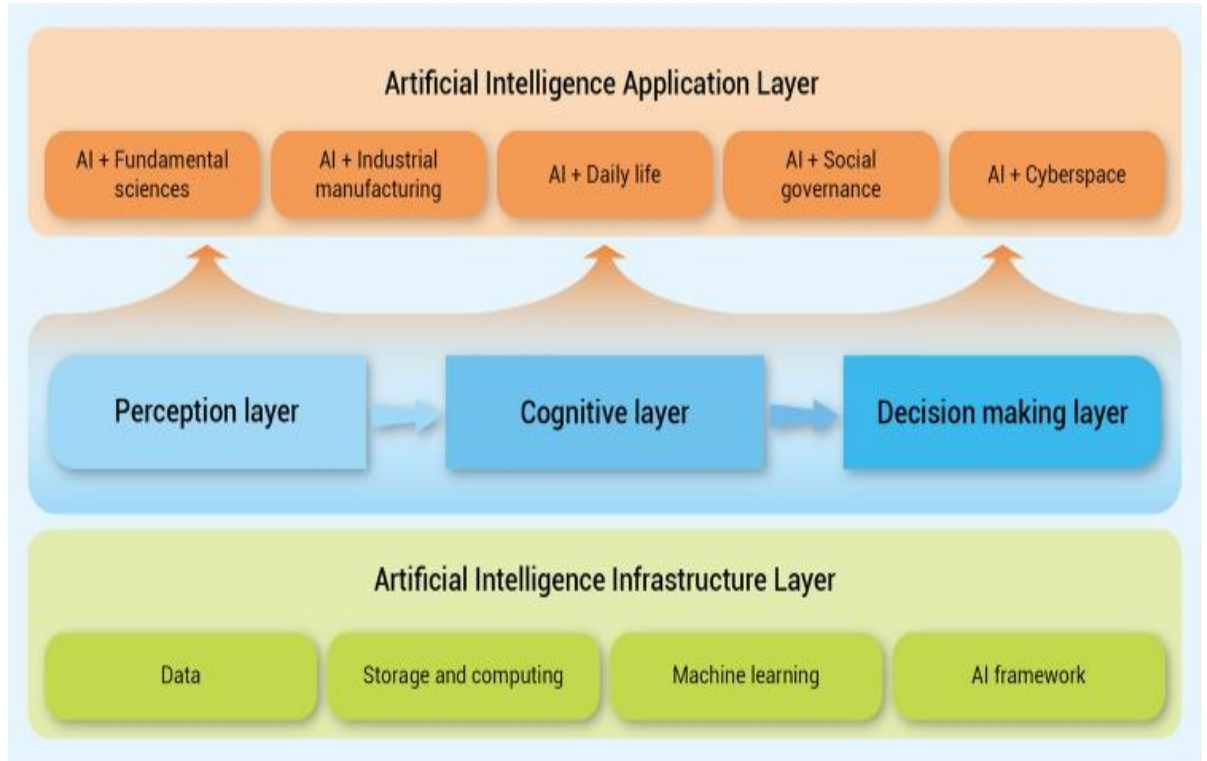 Artificial Intelligence Application Layer
AI + Fundamental
sciences
AI + Industrial
manufacturing
AI + Daily life
AI + Social
governance
AI + Cyberspace
Perception layer
Cognitive layer
Decision making layer
Artificial Intelligence Infrastructure Layer
Data
Storage and computing
Machine learning
AI framework